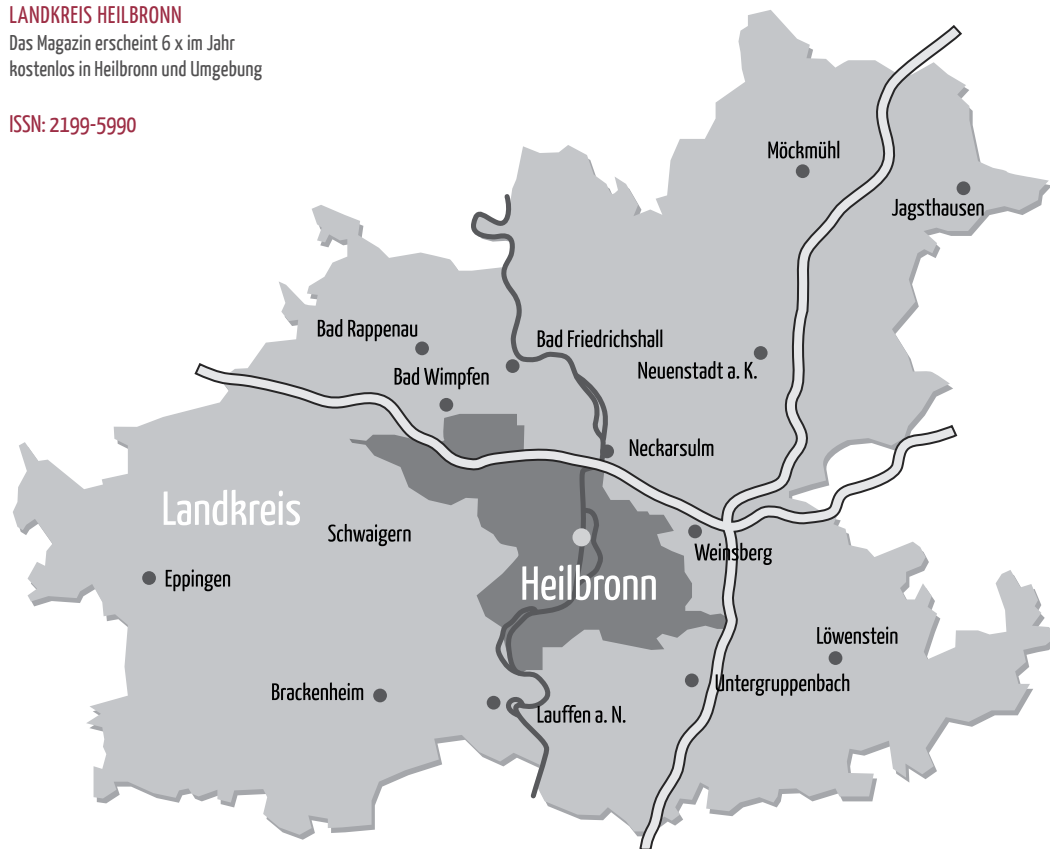 LANDKREIS HEILBRONN
Das Magazin erscheint 6 x im Jahr
kostenlos in Heilbronn und Umgebung
ISSN: 2199-5990
Möckmühl
Jagsthausen
Bad Rappenau
Bad Friedrichshall
Neuenstadt a. K.
Bad Wimpfen
Neckarsulm
Landkreis
Schwaigern
Weinsberg
Eppingen
Heilbronn
Löwenstein
Brackenheim
Untergruppenbach
Lauffen a. N.